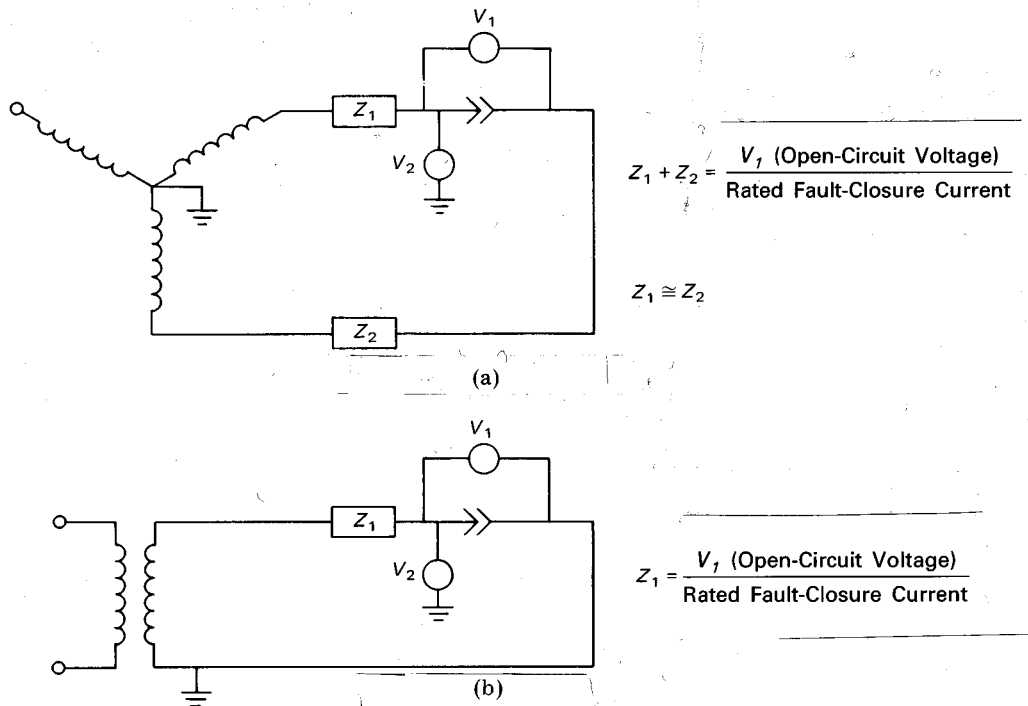 V₁
Z₁
V₂
Z₁ + Z₂ = V₁ (Open-Circuit Voltage)
Rated Fault-Closure Current
Z₁ ≅ Z₂
Z₂
(a)
V₁
Z₁
V₂
Z₁ = V₁ (Open-Circuit Voltage)
Rated Fault-Closure Current
(b)